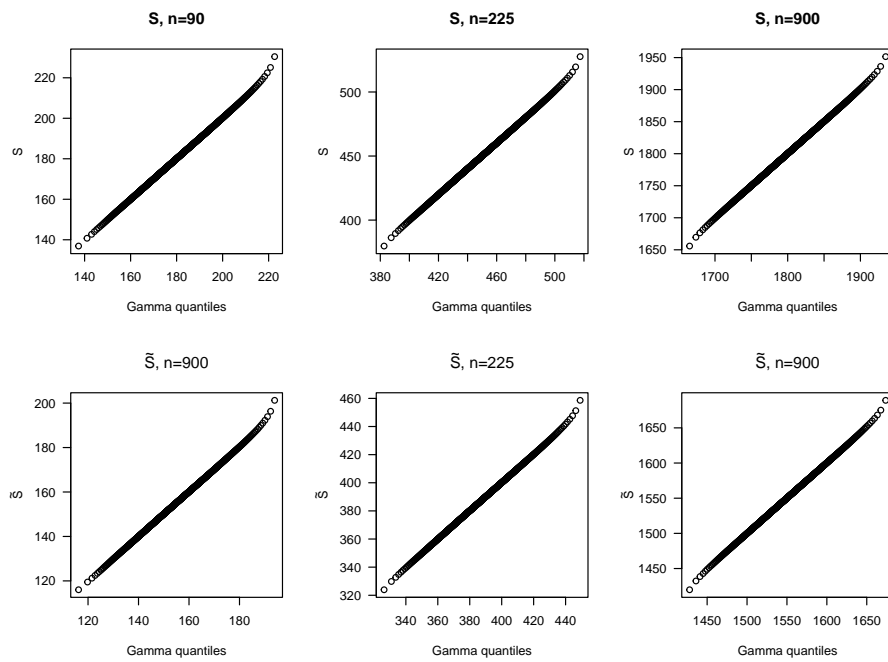 S, n=90
S
220
200
180
160
140
140 160 180 200 220
Gamma quantiles
S, n=225
S
500
450
400
380 420 460 500
Gamma quantiles
S, n=900
S
1950
1900
1850
1800
1750
1700
1650
1700 1800 1900
Gamma quantiles
S̃, n=900
S̃
200
180
160
140
120
120 140 160 180
Gamma quantiles
S̃, n=225
S̃
460
440
420
400
380
360
340
320
340 360 380 400 420 440
Gamma quantiles
S̃, n=900
S̃
1650
1600
1550
1500
1450
1450 1500 1550 1600 1650
Gamma quantiles